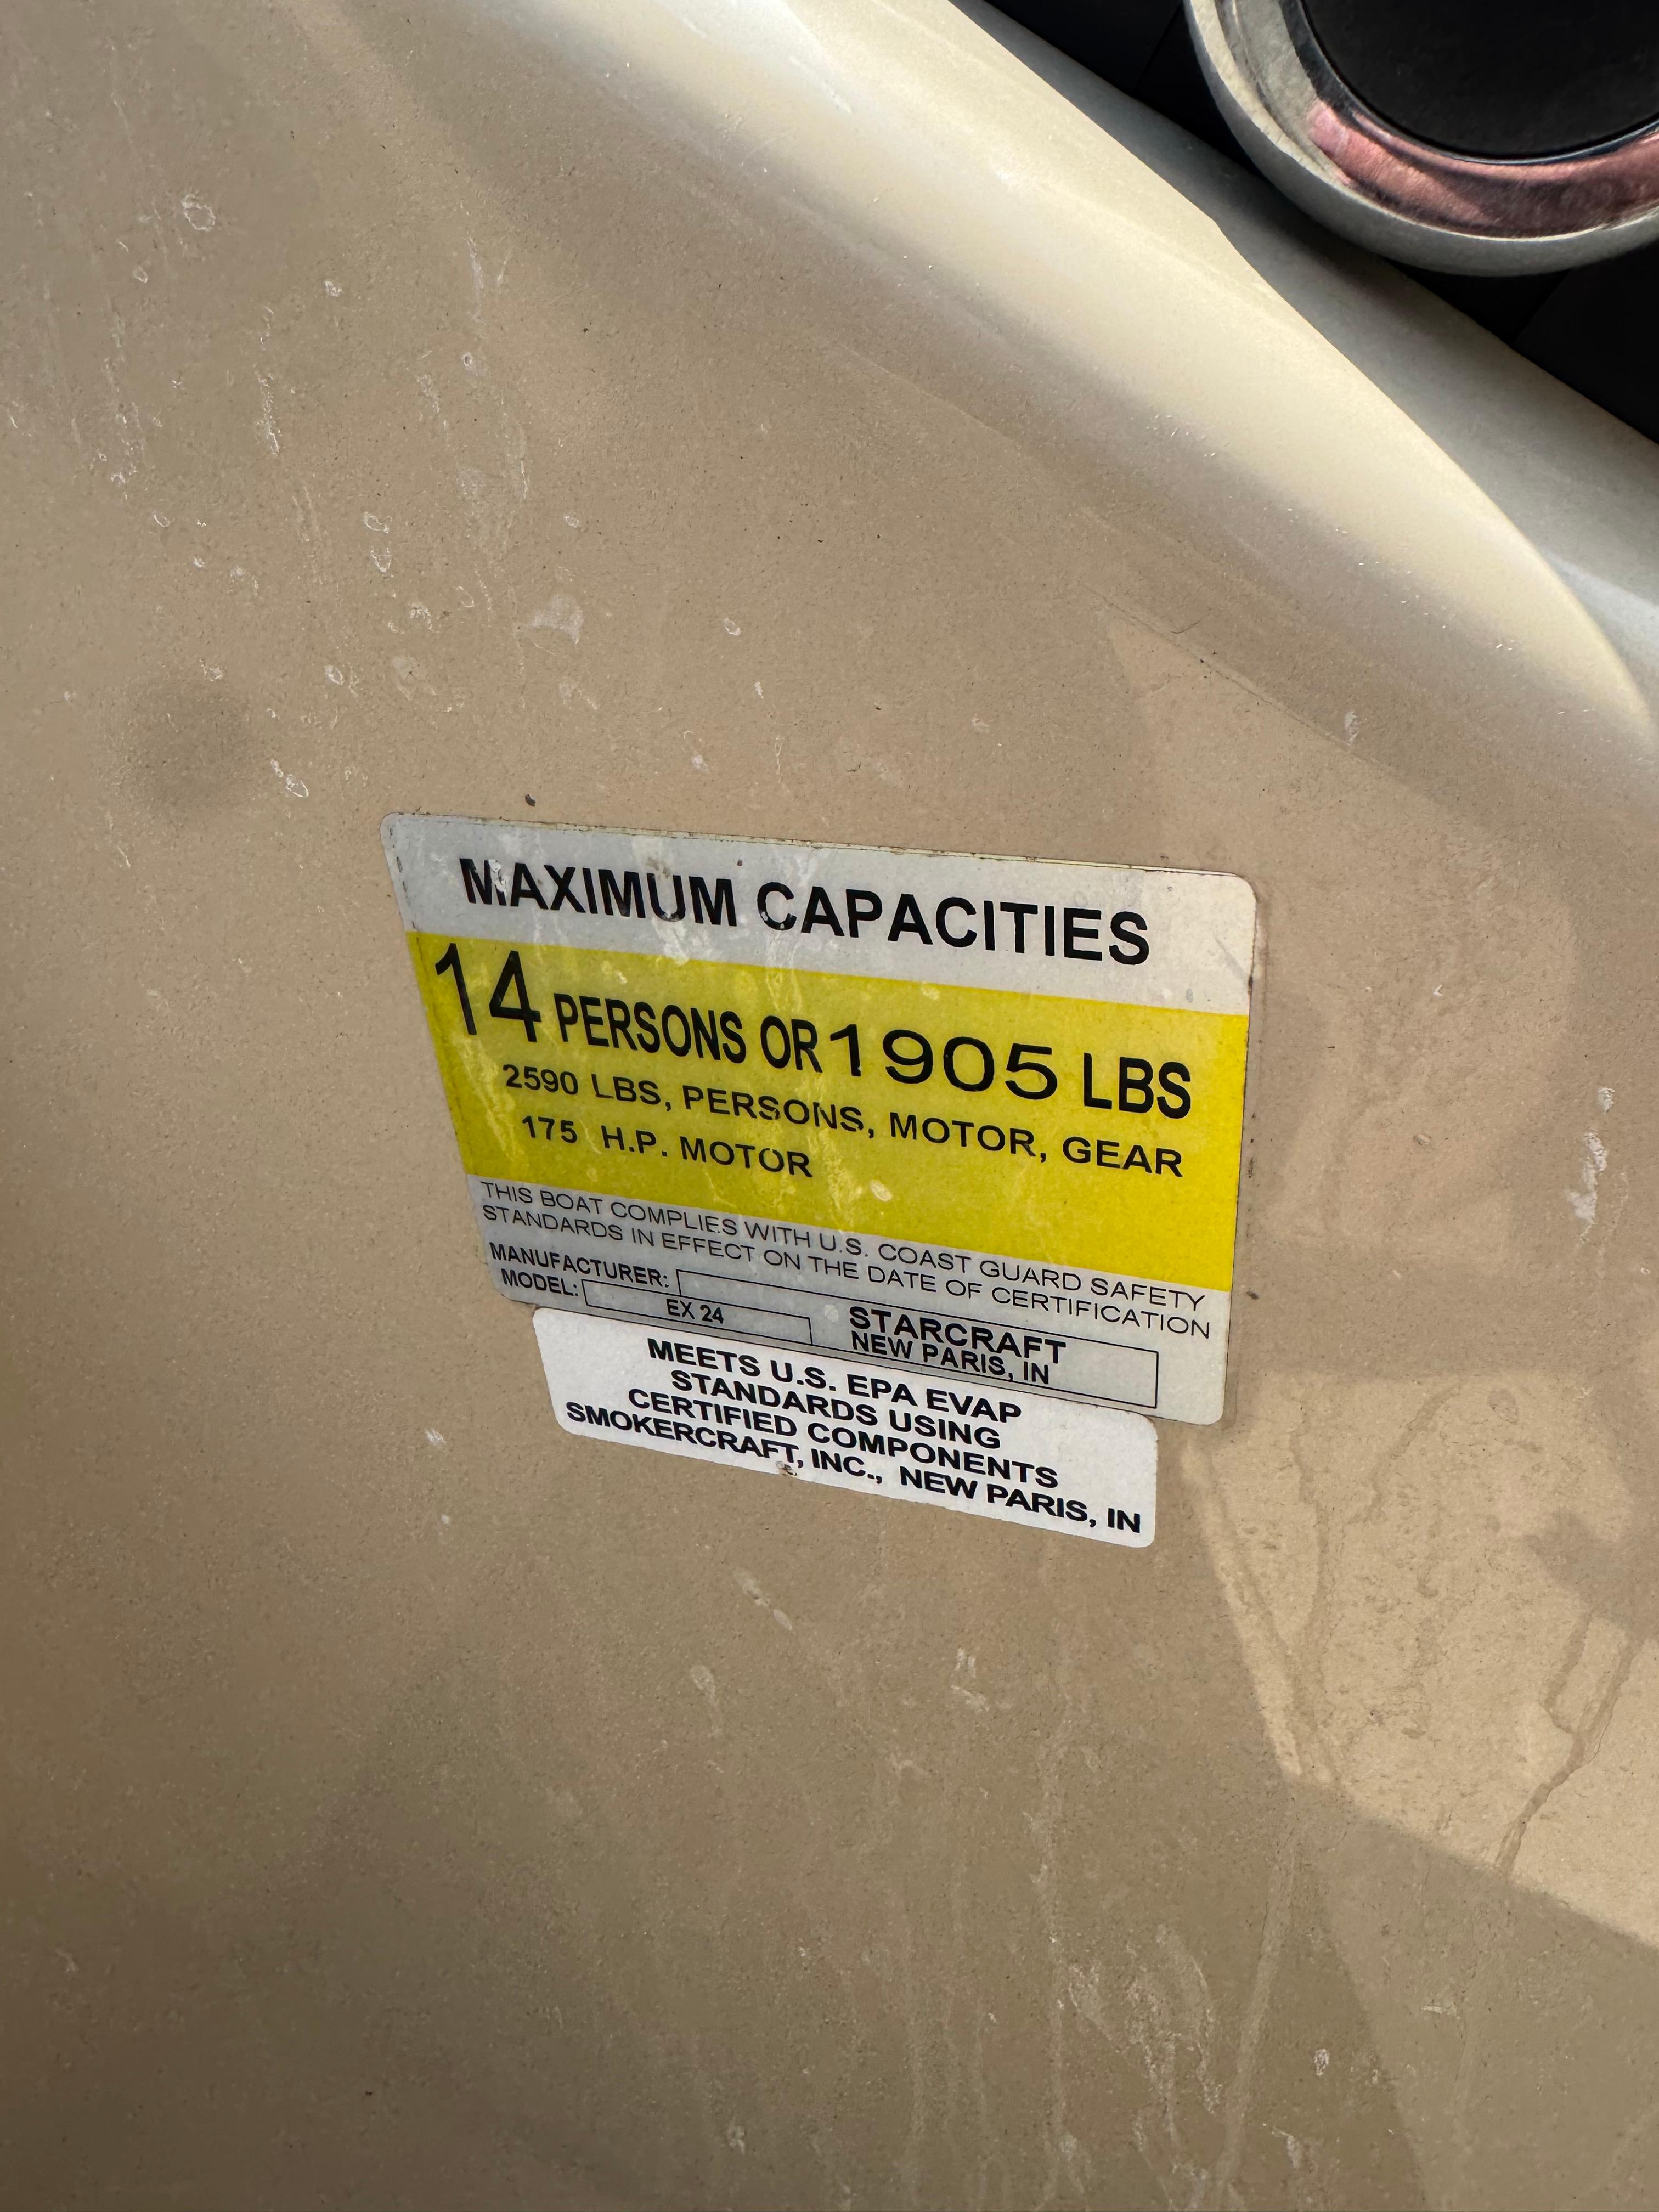 MAXIMUM CAPACITIES
14 PERSONS OR 1905 LBS
2590 LBS, PERSONS, MOTOR, GEAR
175 H.P. MOTOR
THIS BOAT COMPLIES WITH U.S. COAST GUARD SAFETY
STANDARDS IN EFFECT ON THE DATE OF CERTIFICATION
MANUFACTURER: STARCRAFT
NEW PARIS, IN
MODEL: EX 24
MEETS U.S. EPA EVAP
STANDARDS USING
CERTIFIED COMPONENTS
SMOKERCRAFT, INC., NEW PARIS, IN